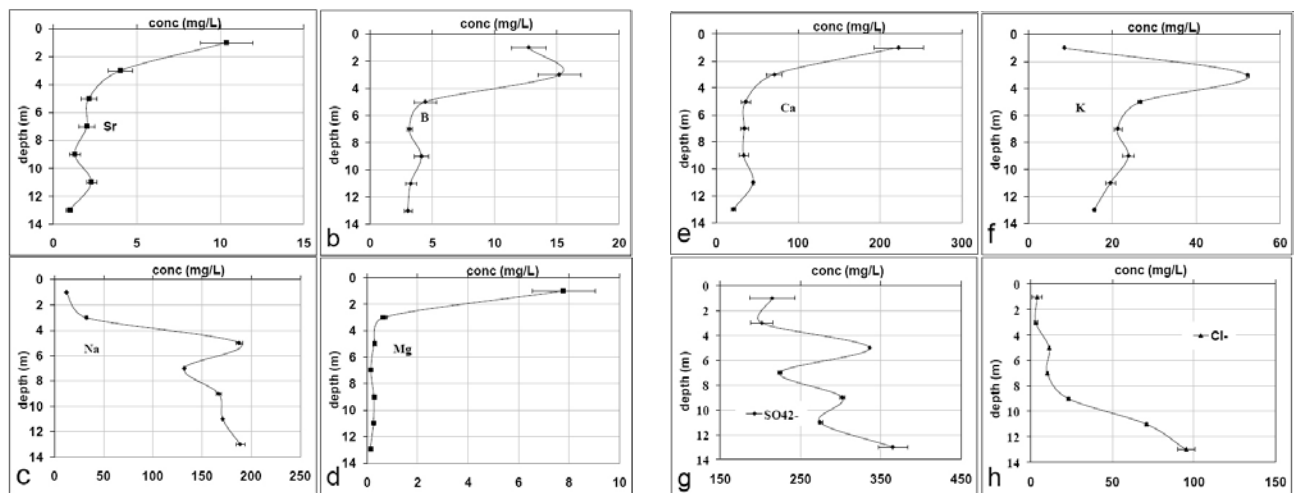 conc (mg/L)
0
2
4
6
8
10
12
14
depth (m)
Sr
0 5 10 15
conc (mg/L)
0
2
4
6
8
10
12
14
depth (m)
B
b
0 5 10 15 20
conc (mg/L)
0
2
4
6
8
10
12
14
depth (m)
Ca
e
0 100 200 300
conc (mg/L)
0
2
4
6
8
10
12
14
depth (m)
K
f
0 20 40 60
conc (mg/L)
0
2
4
6
8
10
12
14
depth (m)
Na
c
0 50 100 150 200 250
conc (mg/L)
0
2
4
6
8
10
12
14
depth (m)
Mg
d
0 2 4 6 8 10
conc (mg/L)
0
2
4
6
8
10
12
14
depth (m)
SO42-
g
150 250 350 450
conc (mg/L)
0
2
4
6
8
10
12
14
depth (m)
Cl-
h
0 50 100 150